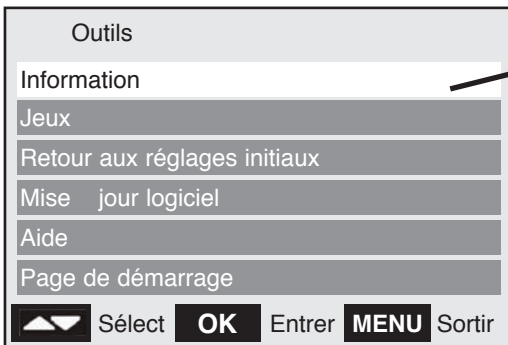 Outils
Information
Jeux
Retour aux réglages initiaux
Mise jour logiciel
Aide
Page de démarrage
Sélect OK Entrer MENU Sortir